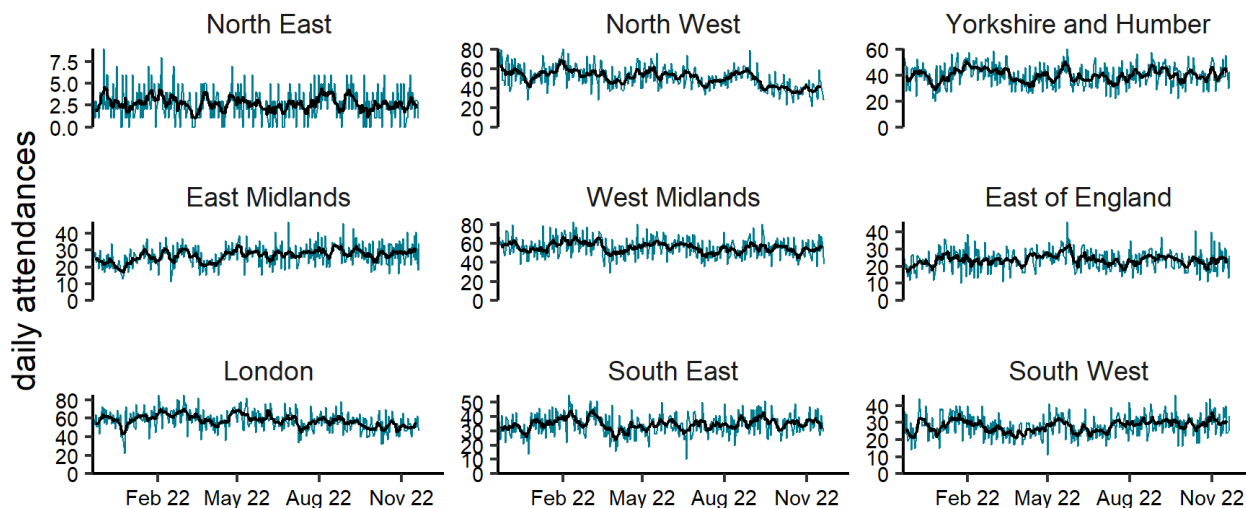 North East
North West
Yorkshire and Humber
7.5
5.0
2.5
0.0
80
60
40
20
0
60
40
20
0
daily attendances
East Midlands
West Midlands
East of England
40
30
20
10
0
80
60
40
20
0
40
30
20
10
0
London
South East
South West
80
60
40
20
0
50
40
30
20
10
0
40
30
20
10
0
Feb 22
May 22
Aug 22
Nov 22
Feb 22
May 22
Aug 22
Nov 22
Feb 22
May 22
Aug 22
Nov 22